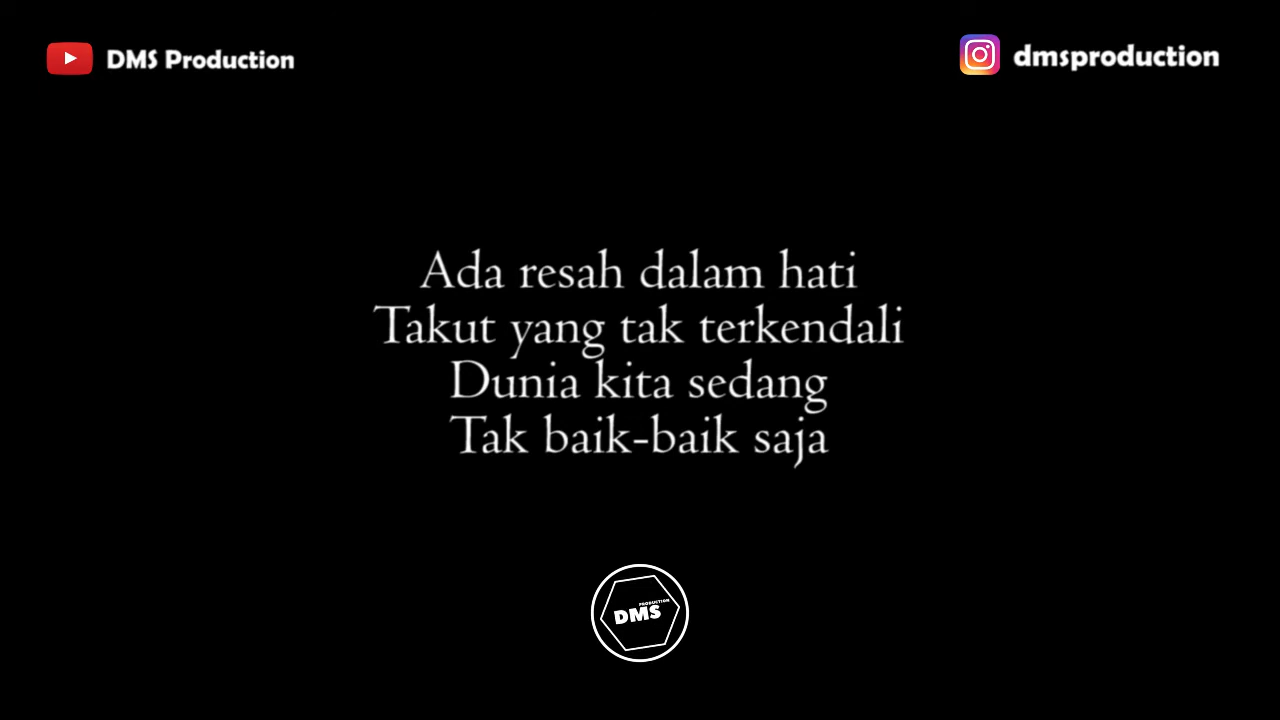 DMS Production
dmsproduction
Ada resah dalam hati
Takut yang tak terkendali
Dunia kita sedang
Tak baik-baik saja
PRODUCTION
DMS